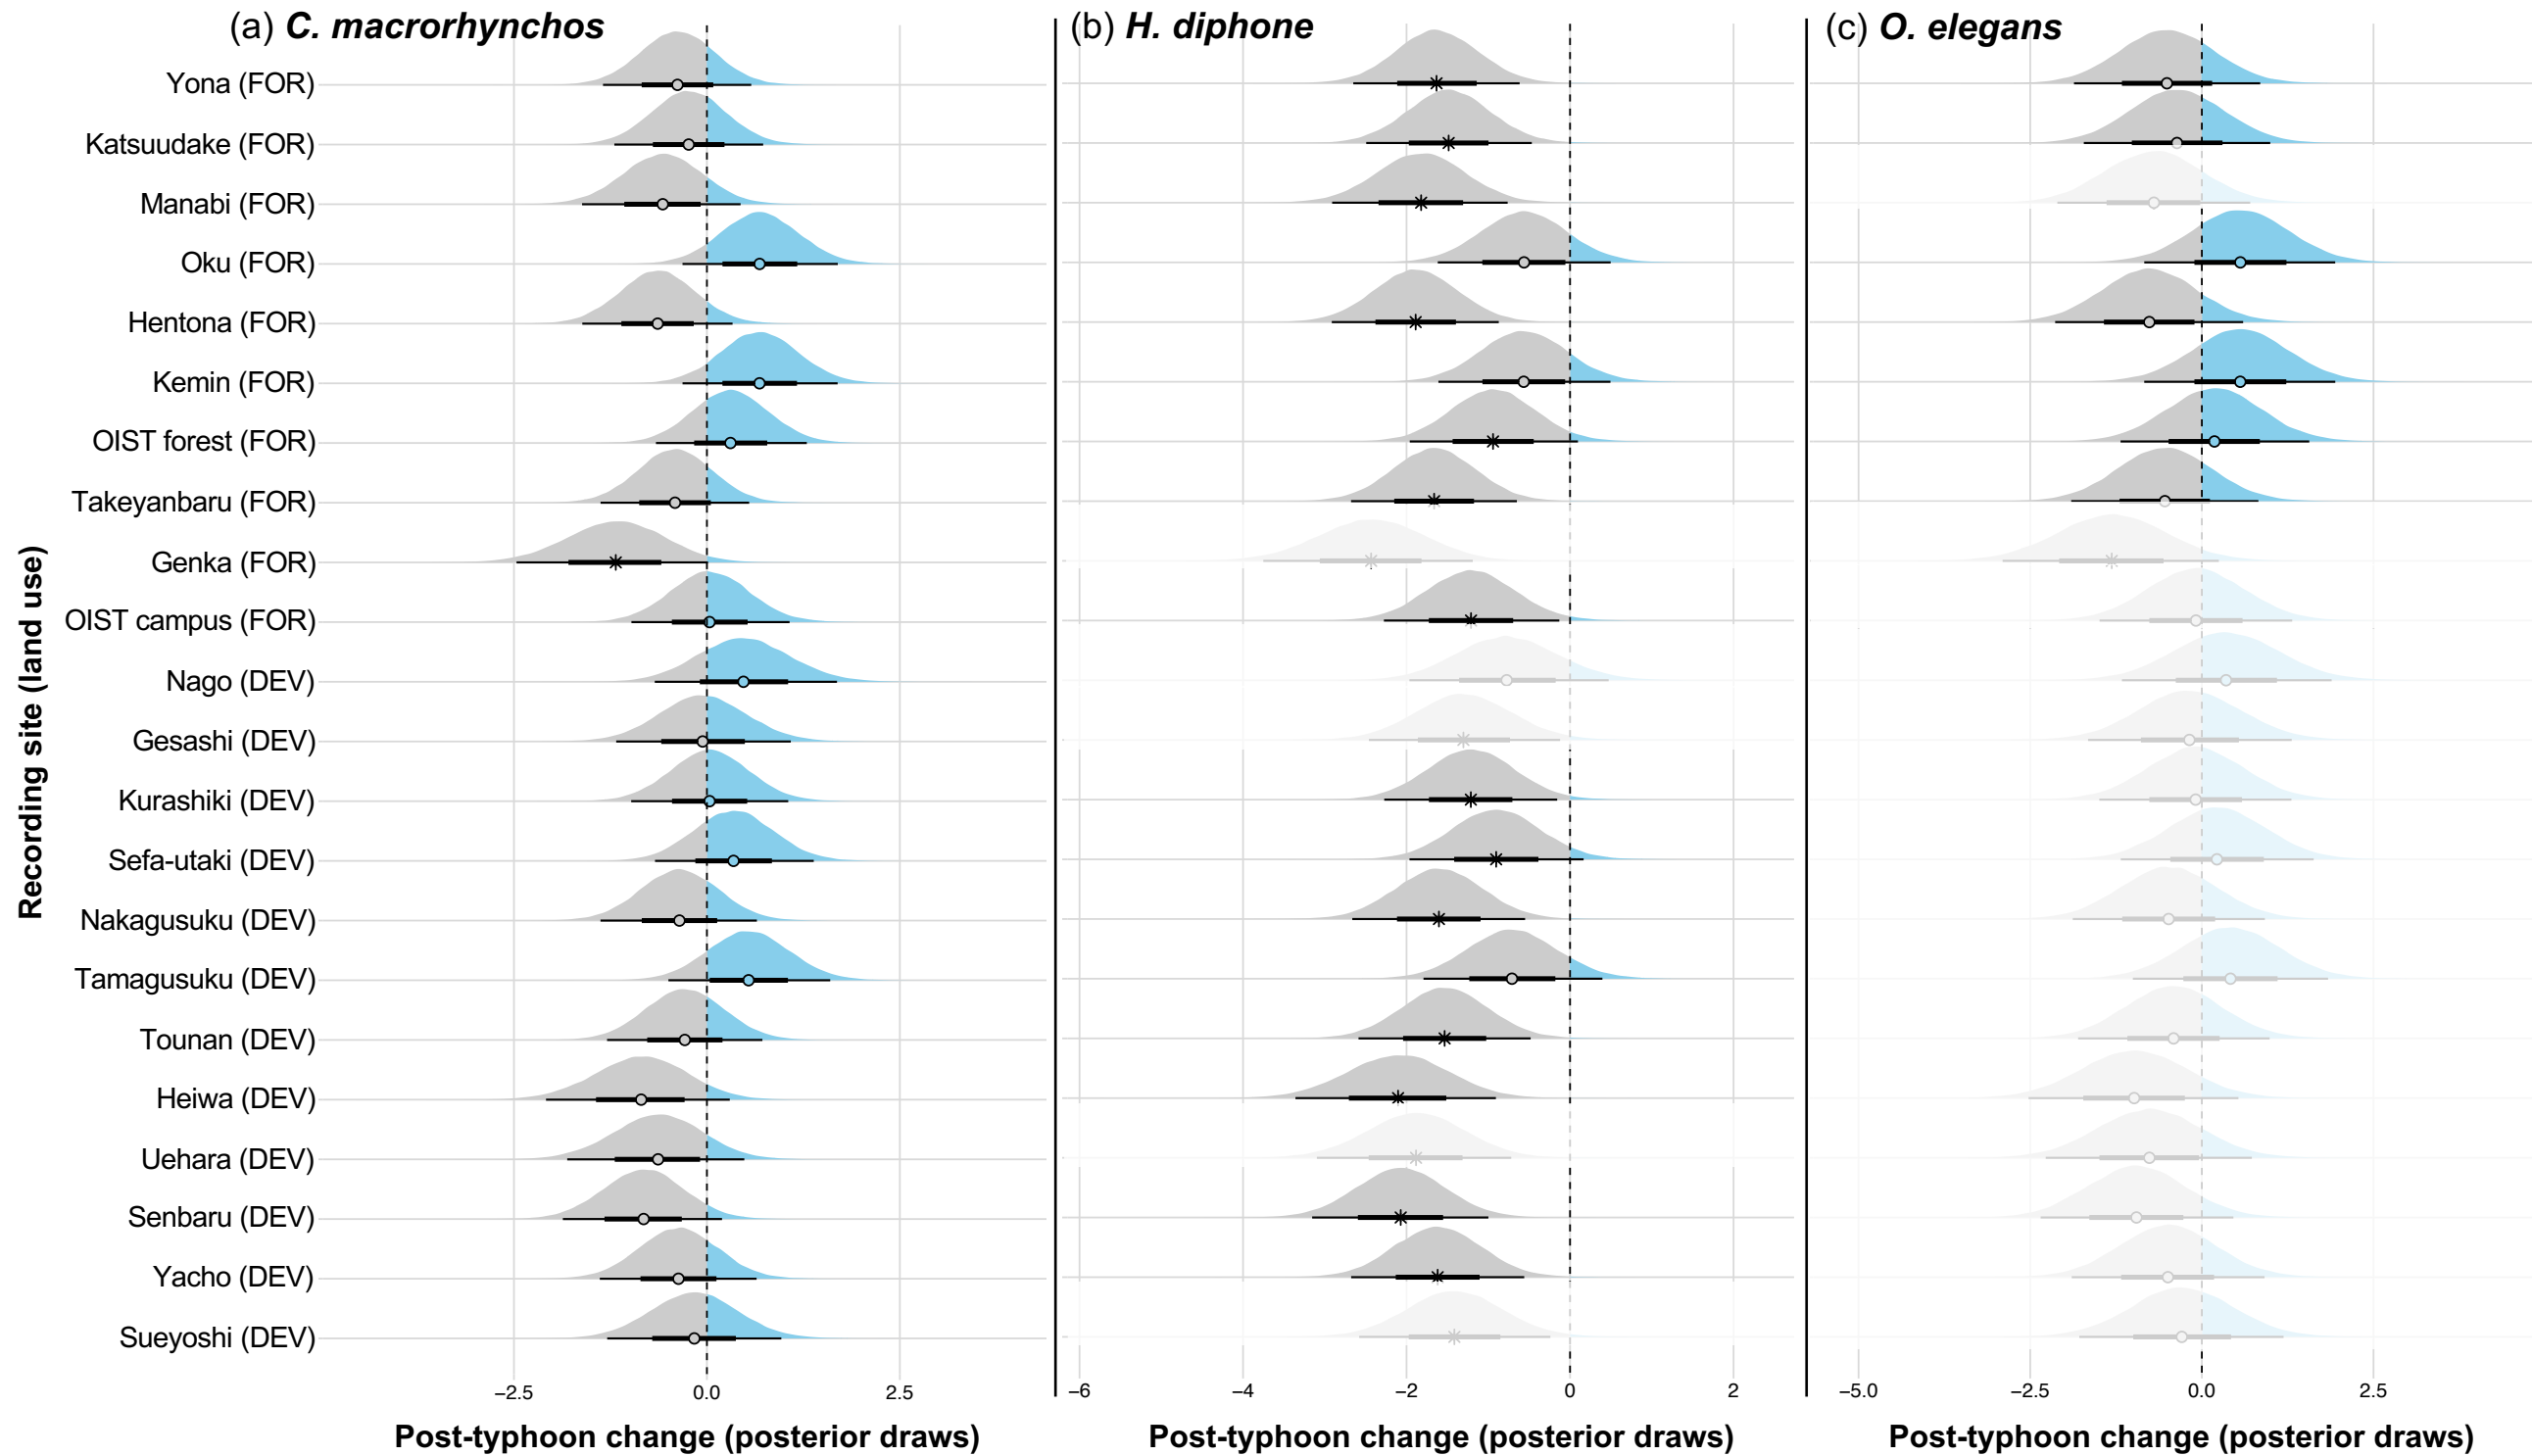 (a) C. macrorhynchos
(b) H. diphone
(c) O. elegans
Recording site (land use)
Yona (FOR)
Katsuudake (FOR)
Manabi (FOR)
Oku (FOR)
Hentona (FOR)
Kemin (FOR)
OIST forest (FOR)
Takeyanbaru (FOR)
Genka (FOR)
OIST campus (FOR)
Nago (DEV)
Gesashi (DEV)
Kurashiki (DEV)
Sefa-utaki (DEV)
Nakagusuku (DEV)
Tamagusuku (DEV)
Tounan (DEV)
Heiwa (DEV)
Uehara (DEV)
Senbaru (DEV)
Yacho (DEV)
Sueyoshi (DEV)
−2.5 0.0 2.5
−6 −4 −2 0 2
−5.0 −2.5 0.0 2.5
Post-typhoon change (posterior draws)
Post-typhoon change (posterior draws)
Post-typhoon change (posterior draws)